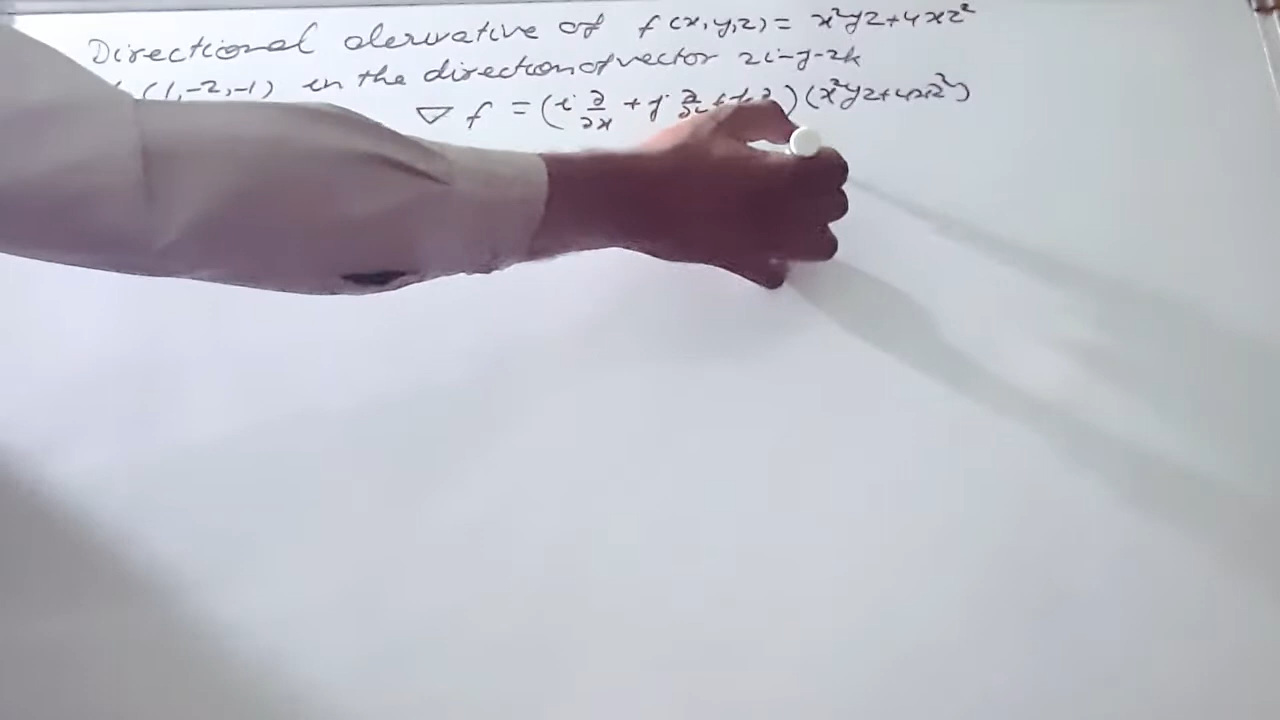 Directional derivative of f(x,y,z) = x²yz+4xz²
(1,-2,-1) in the direction of vector 2i-j-2k
∇f = (i ∂/∂x + j ∂ )(x²yz+4xz²)